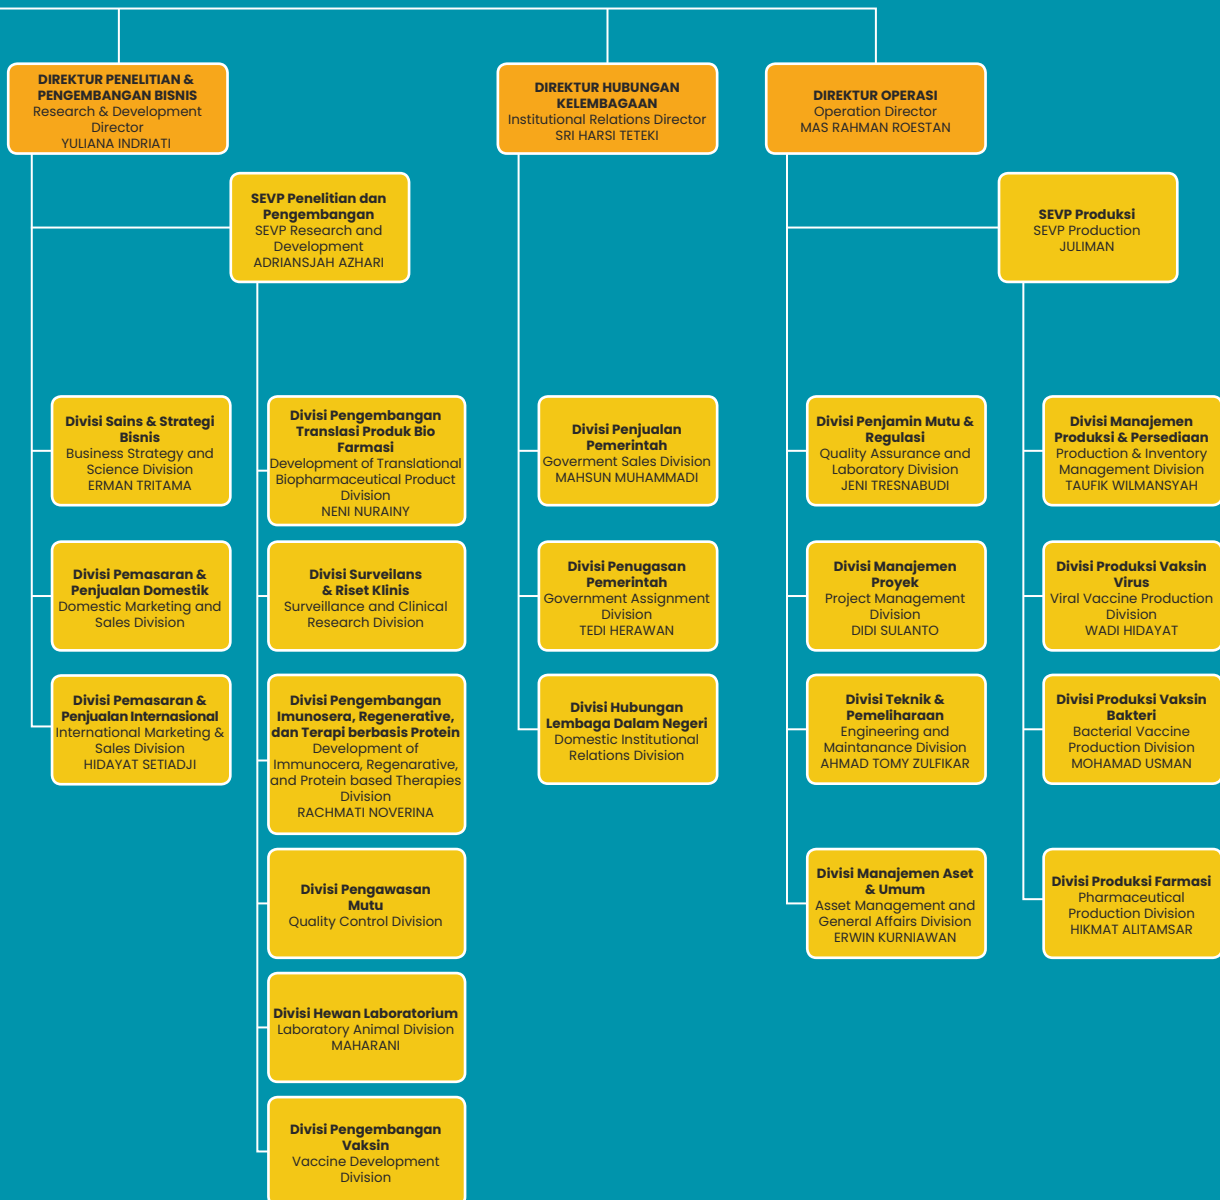 DIREKTUR PENELITIAN &
PENGEMBANGAN BISNIS
Research & Development
Director
YULIANA INDRIATI
DIREKTUR HUBUNGAN
KELEMBAGAAN
Institutional Relations Director
SRI HARSI TETEKI
DIREKTUR OPERASI
Operation Director
MAS RAHMAN ROESTAN
SEVP Penelitian dan
Pengembangan
SEVP Research and
Development
ADRIANSJAH AZHARI
SEVP Produksi
SEVP Production
JULIMAN
Divisi Sains & Strategi
Bisnis
Business Strategy and
Science Division
ERMAN TRITAMA
Divisi Pengembangan
Translasi Produk Bio
Farmasi
Development of Translational
Biopharmaceutical Product
Division
NENI NURAINY
Divisi Penjualan
Pemerintah
Goverment Sales Division
MAHSUN MUHAMMADI
Divisi Penjamin Mutu &
Regulasi
Quality Assurance and
Laboratory Division
JENI TRESNABUDI
Divisi Manajemen
Produksi & Persediaan
Production & Inventory
Management Division
TAUFIK WILMANSYAH
Divisi Pemasaran &
Penjualan Domestik
Domestic Marketing and
Sales Division
Divisi Surveilans
& Riset Klinis
Surveillance and Clinical
Research Division
Divisi Penugasan
Pemerintah
Government Assignment
Division
TEDI HERAWAN
Divisi Manajemen
Proyek
Project Management
Division
DIDI SULANTO
Divisi Produksi Vaksin
Virus
Viral Vaccine Production
Division
WADI HIDAYAT
Divisi Pemasaran &
Penjualan Internasional
International Marketing &
Sales Division
HIDAYAT SETIADJI
Divisi Pengembangan
Imunosera, Regenerative,
dan Terapi berbasis Protein
Development of
Immunocera, Regenarative,
and Protein based Therapies
Division
RACHMATI NOVERINA
Divisi Hubungan
Lembaga Dalam Negeri
Domestic Institutional
Relations Division
Divisi Teknik &
Pemeliharaan
Engineering and
Maintanance Division
AHMAD TOMY ZULFIKAR
Divisi Produksi Vaksin
Bakteri
Bacterial Vaccine
Production Division
MOHAMAD USMAN
Divisi Pengawasan
Mutu
Quality Control Division
Divisi Manajemen Aset
& Umum
Asset Management and
General Affairs Division
ERWIN KURNIAWAN
Divisi Produksi Farmasi
Pharmaceutical
Production Division
HIKMAT ALITAMSAR
Divisi Hewan Laboratorium
Laboratory Animal Division
MAHARANI
Divisi Pengembangan
Vaksin
Vaccine Development
Division